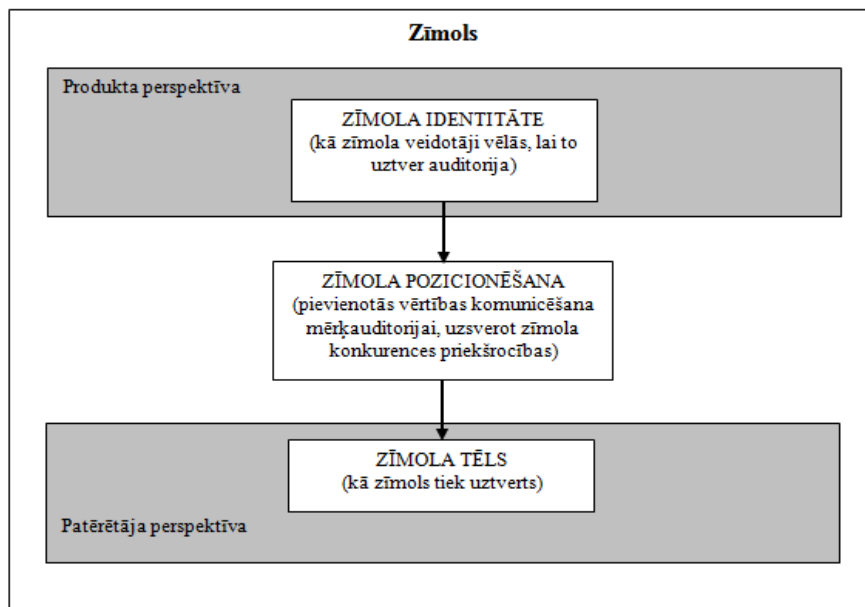 Zīmols
Produkta perspektīva
ZĪMOLA IDENTITĀTE
(kā zīmola veidotāji vēlās, lai to
uztver auditorija)
ZĪMOLA POZICIONĒŠANA
(pievienotās vērtības komunicēšana
mērķauditorijai, uzsverot zīmola
konkurences priekšrocības)
ZĪMOLA TĒLS
(kā zīmols tiek uztverts)
Patērētāja perspektīva